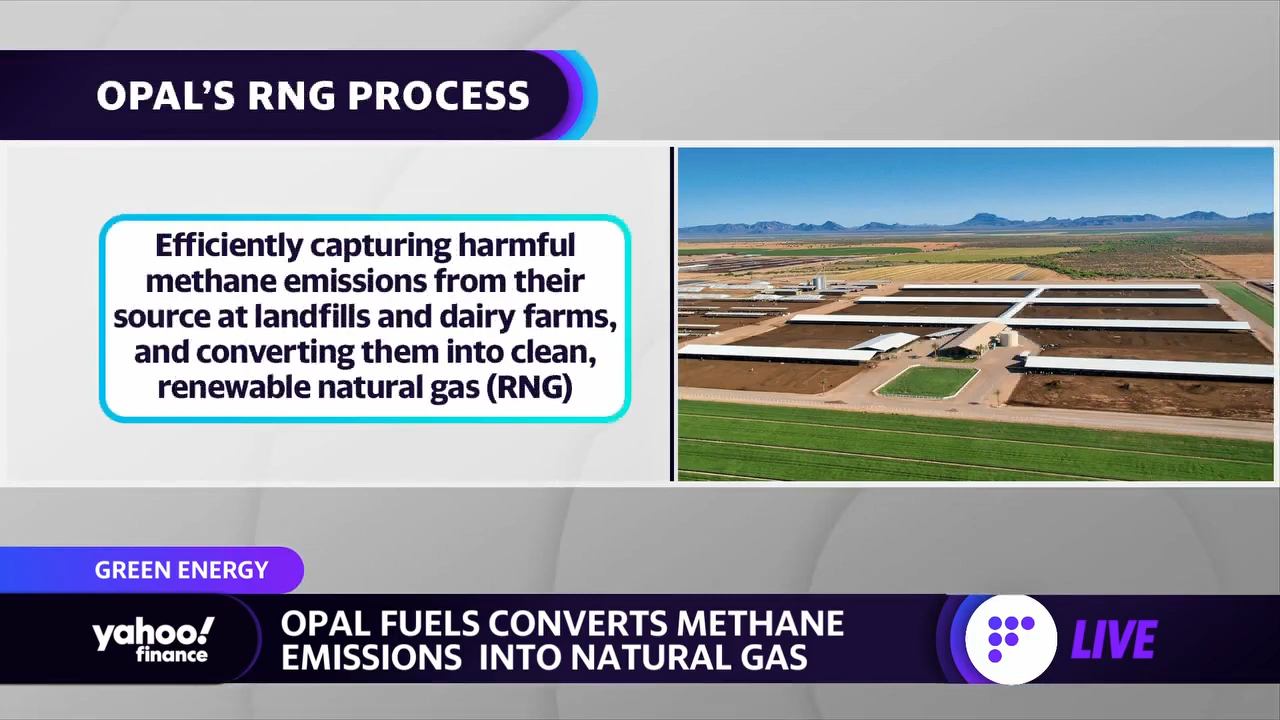 OPAL’S RNG PROCESS
Efficiently capturing harmful
methane emissions from their
source at landfills and dairy farms,
and converting them into clean,
renewable natural gas (RNG)
GREEN ENERGY
yahoo!
finance
OPAL FUELS CONVERTS METHANE
EMISSIONS  INTO NATURAL GAS
LIVE